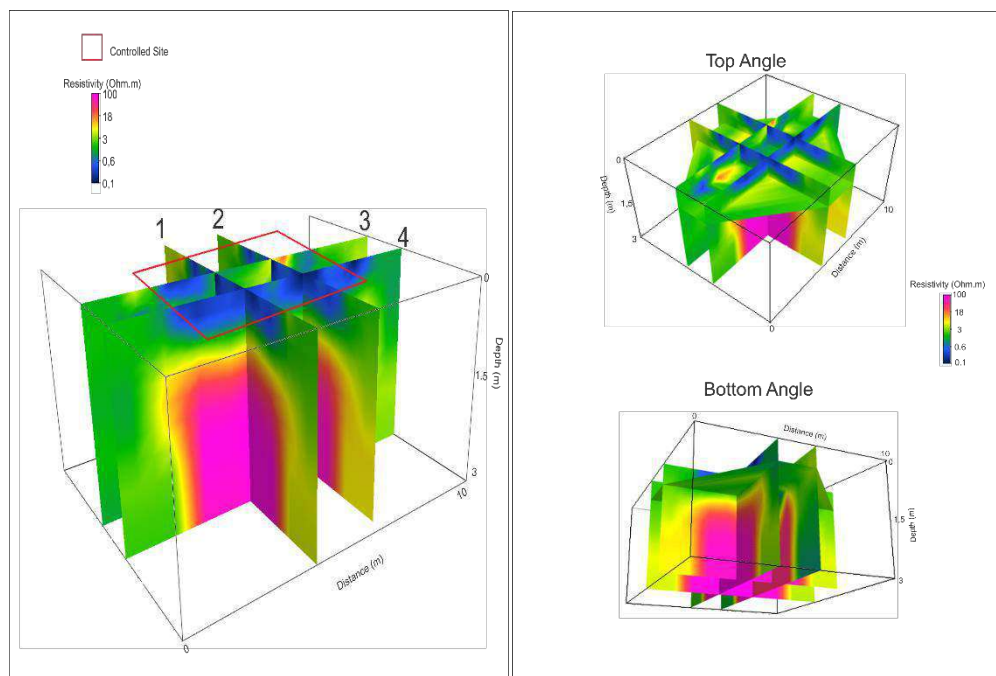 Controlled Site
Resistivity (Ohm.m)
100
18
3
0.6
0.1
1
2
3
4
0
Depth (m)
1.5
3
10
Distance (m)
0
Top Angle
0
Depth (m)
1.5
3
10
Distance (m)
0
Resistivity (Ohm.m)
100
18
3
0.6
0.1
Bottom Angle
0
Distance (m)
10
0
1.5
Depth (m)
3